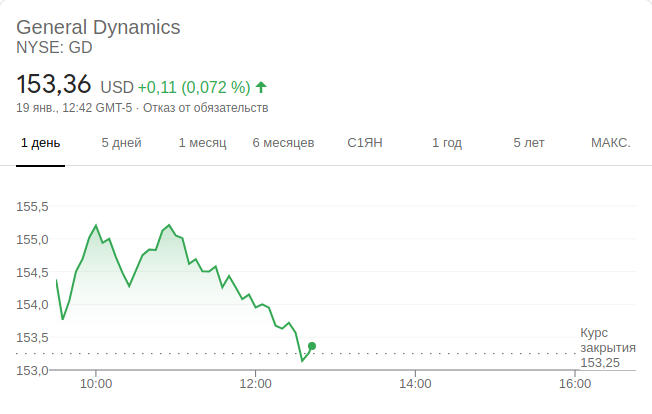 General Dynamics
NYSE: GD
153,36 USD +0,11 (0,072 %)
19 янв., 12:42 GMT-5 · Отказ от обязательств
1 день 5 дней 1 месяц 6 месяцев С1ЯН 1 год 5 лет МАКС.
155,5
155,0
154,5
154,0
153,5
153,0
Курс
закрытия
153,25
10:00 12:00 14:00 16:00